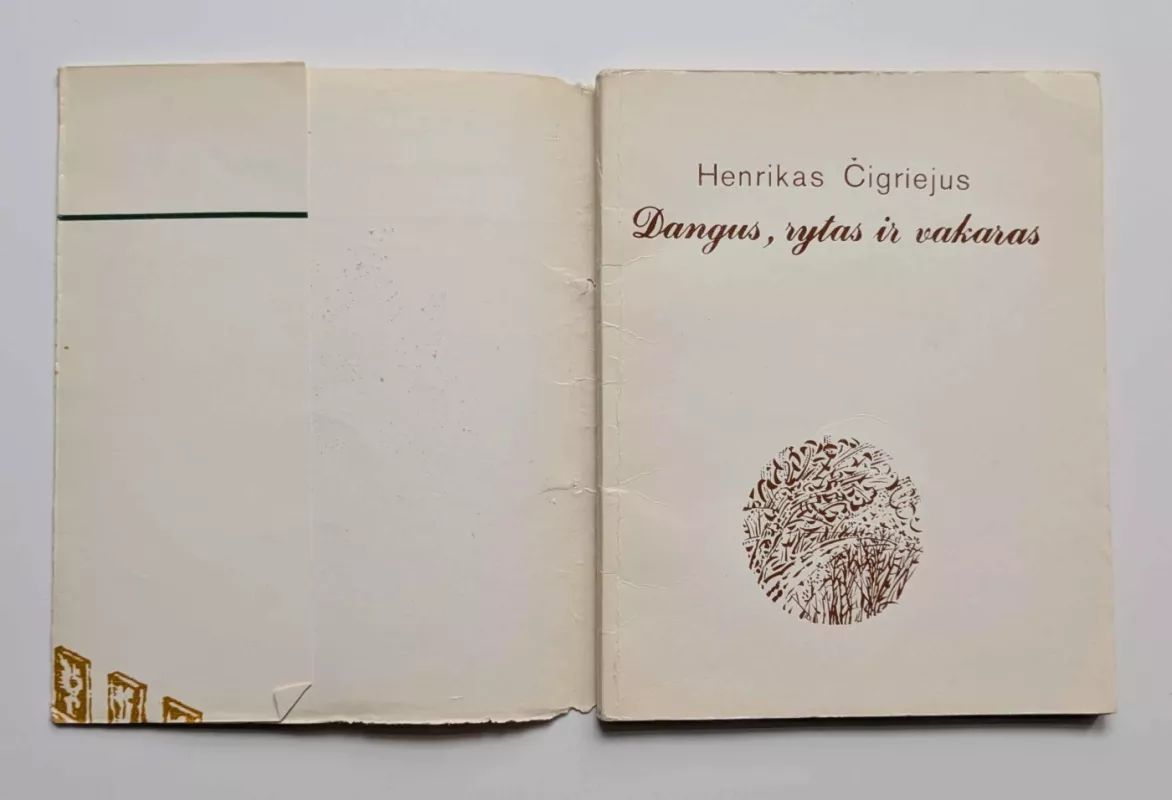 Henrikas Čigriejus
Dangus, rytas ir vakaras